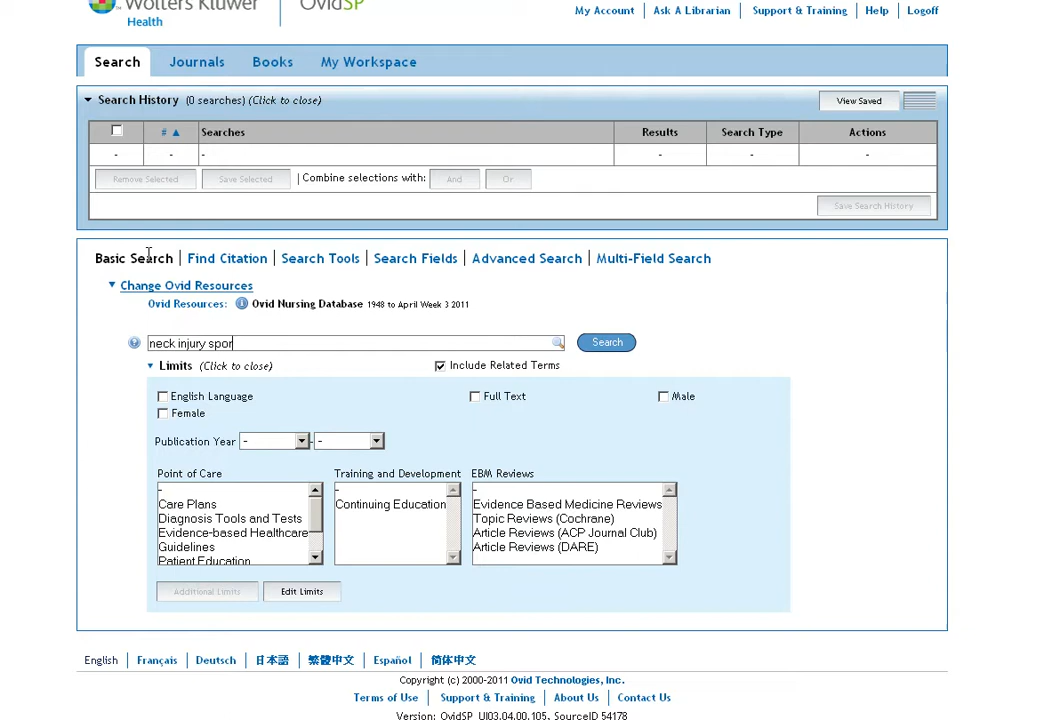 Wolters Kluwer OvidSP
Health
My Account | Ask A Librarian | Support & Training | Help | Logoff
Search Journals Books My Workspace
Search History (0 searches) (Click to close) View Saved
# ▲ Searches Results Search Type Actions
- - - - - -
Remove Selected Save Selected | Combine selections with: And Or
Save Search History
Basic Search | Find Citation | Search Tools | Search Fields | Advanced Search | Multi-Field Search
Change Ovid Resources
Ovid Resources: Ovid Nursing Database 1948 to April Week 3 2011
neck injury spor Search
Limits (Click to close) Include Related Terms
English Language Full Text Male
Female
Publication Year - - -
Point of Care Training and Development EBM Reviews
- - -
Care Plans Continuing Education Evidence Based Medicine Reviews
Diagnosis Tools and Tests Topic Reviews (Cochrane)
Evidence-based Healthcare Article Reviews (ACP Journal Club)
Guidelines Article Reviews (DARE)
Patient Education
Additional Limits Edit Limits
English | Français | Deutsch | 日本語 | 繁體中文 | Español | 简体中文
Copyright (c) 2000-2011 Ovid Technologies, Inc.
Terms of Use | Support & Training | About Us | Contact Us
Version: OvidSP_UI03.04.00.105, SourceID 54178